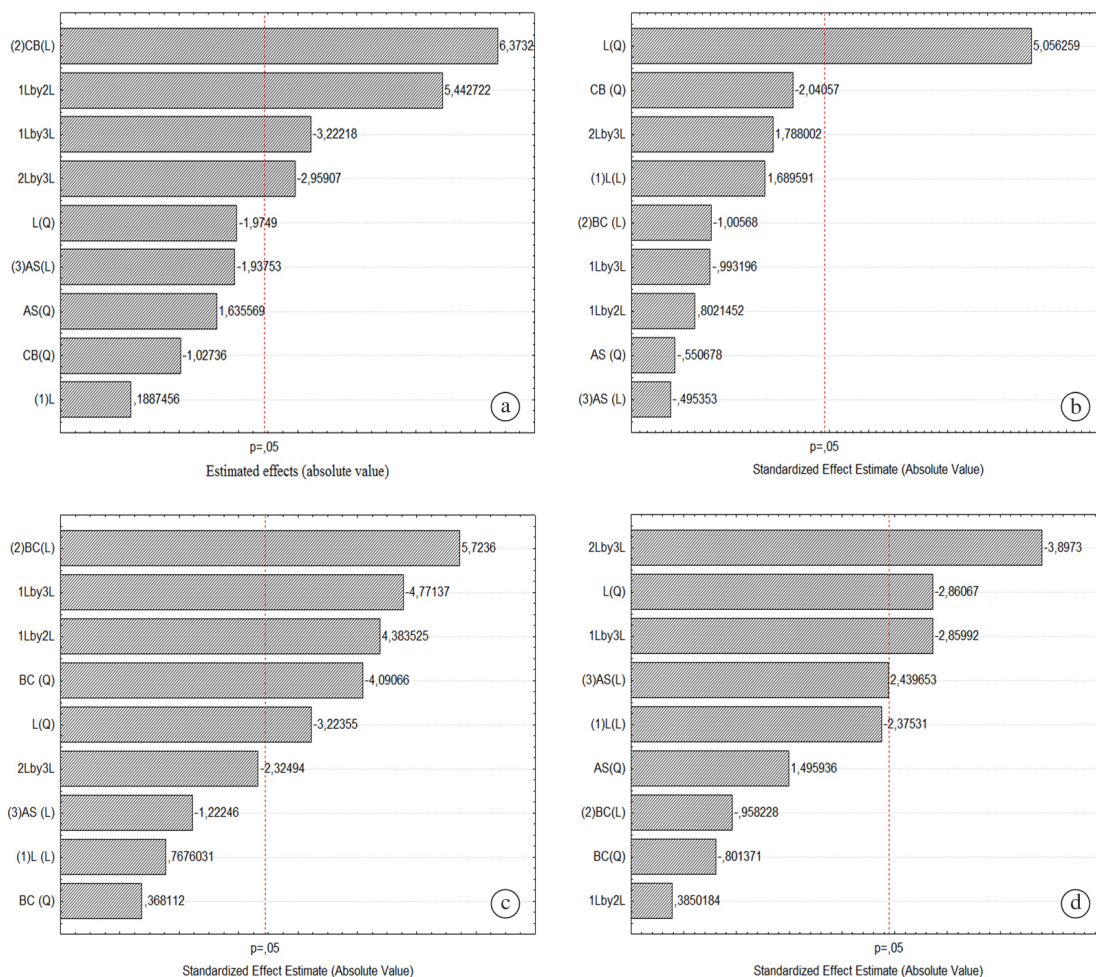 (2)CB(L)
6,3732
1Lby2L
5,442722
1Lby3L
-3,22218
2Lby3L
-2,95907
L(Q)
-1,9749
(3)AS(L)
-1,93753
AS(Q)
1,635569
CB(Q)
-1,02736
(1)L
,1887456
a
p=,05
Estimated effects (absolute value)
L(Q)
5,056259
CB (Q)
-2,04057
2Lby3L
1,788002
(1)L(L)
1,689591
(2)BC (L)
-1,00568
1Lby3L
-,993196
1Lby2L
,8021452
AS (Q)
-,550678
(3)AS (L)
-,495353
b
p=,05
Standardized Effect Estimate (Absolute Value)
(2)BC(L)
5,7236
1Lby3L
-4,77137
1Lby2L
4,383525
BC (Q)
-4,09066
L(Q)
-3,22355
2Lby3L
-2,32494
(3)AS (L)
-1,22246
(1)L (L)
,7676031
BC (Q)
,368112
c
p=,05
Standardized Effect Estimate (Absolute Value)
2Lby3L
-3,8973
L(Q)
-2,86067
1Lby3L
-2,85992
(3)AS(L)
2,439653
(1)L(L)
-2,37531
AS(Q)
1,495936
(2)BC(L)
-,958228
BC(Q)
-,801371
1Lby2L
,3850184
d
p=,05
Standardized Effect Estimate (Absolute Value)